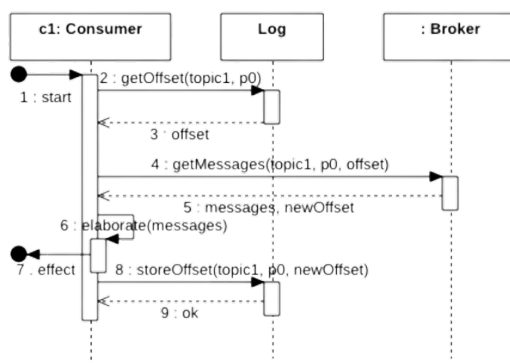 c1: Consumer
Log
: Broker
1 : start
2 : getOffset(topic1, p0)
3 : offset
4 : getMessages(topic1, p0, offset)
5 : messages, newOffset
6 : elaborate(messages)
7 : effect
8 : storeOffset(topic1, p0, newOffset)
9 : ok